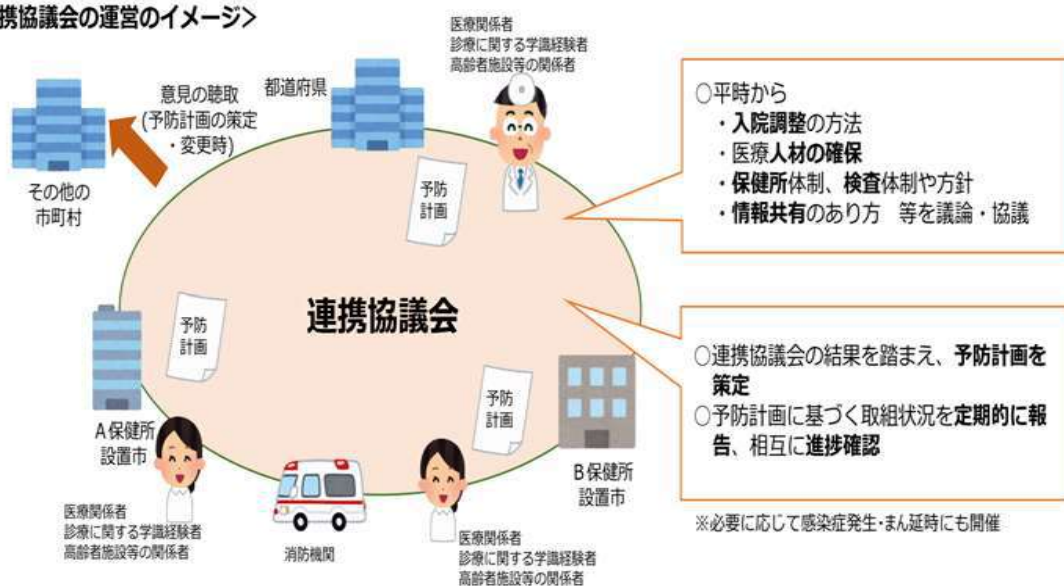 携協議会の運営のイメージ>
医療関係者
診療に関する学識経験者
高齢者施設等の関係者
都道府県
意見の聴取
(予防計画の策定
・変更時)
その他の
市町村
予防
計画
○平時から
・入院調整の方法
・医療人材の確保
・保健所体制、検査体制や方針
・情報共有のあり方 等を議論・協議
連携協議会
予防
計画
予防
計画
○連携協議会の結果を踏まえ、予防計画を
策定
○予防計画に基づく取組状況を定期的に報
告、相互に進捗確認
A保健所
設置市
B保健所
設置市
医療関係者
診療に関する学識経験者
高齢者施設等の関係者
消防機関
医療関係者
診療に関する学識経験者
高齢者施設等の関係者
※必要に応じて感染症発生・まん延時にも開催